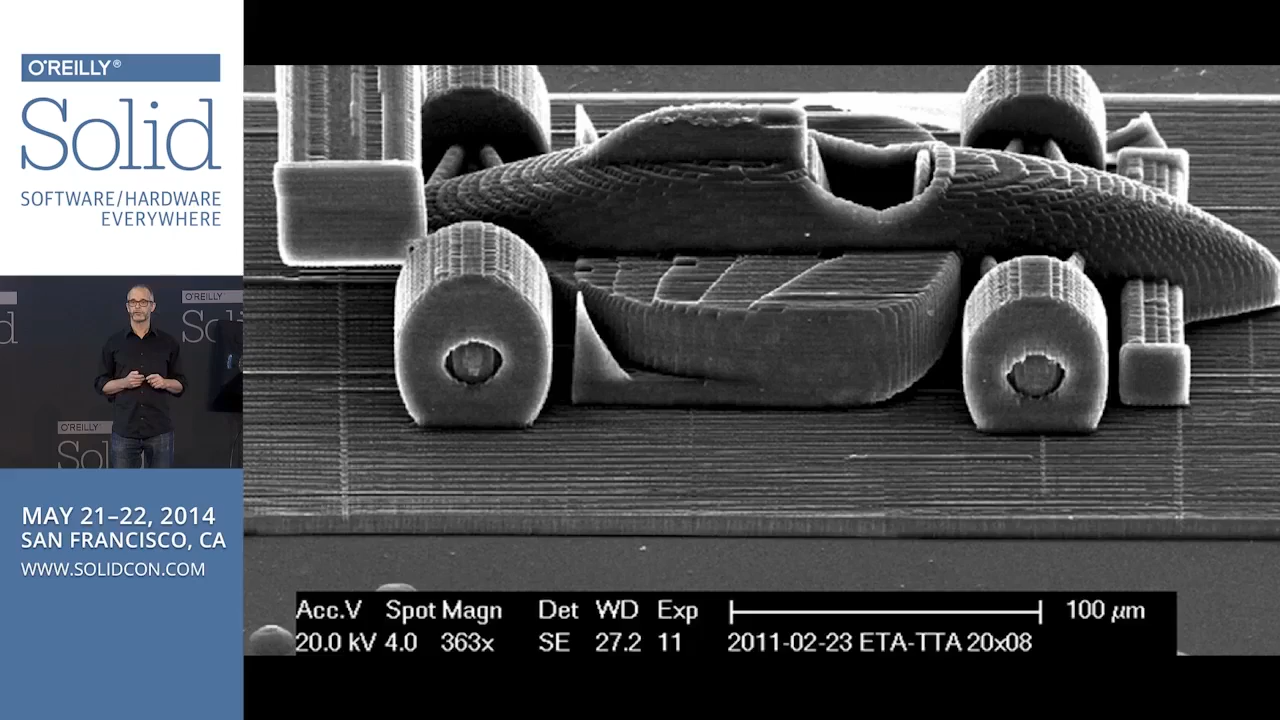 O'REILLY®
Solid
SOFTWARE/HARDWARE
EVERYWHERE
O'REILLY
O'REILLY
MAY 21–22, 2014
SAN FRANCISCO, CA
WWW.SOLIDCON.COM
Acc.V Spot Magn Det WD Exp 100 µm
20.0 kV 4.0 363x SE 27.2 11 2011-02-23 ETA-TTA 20x08